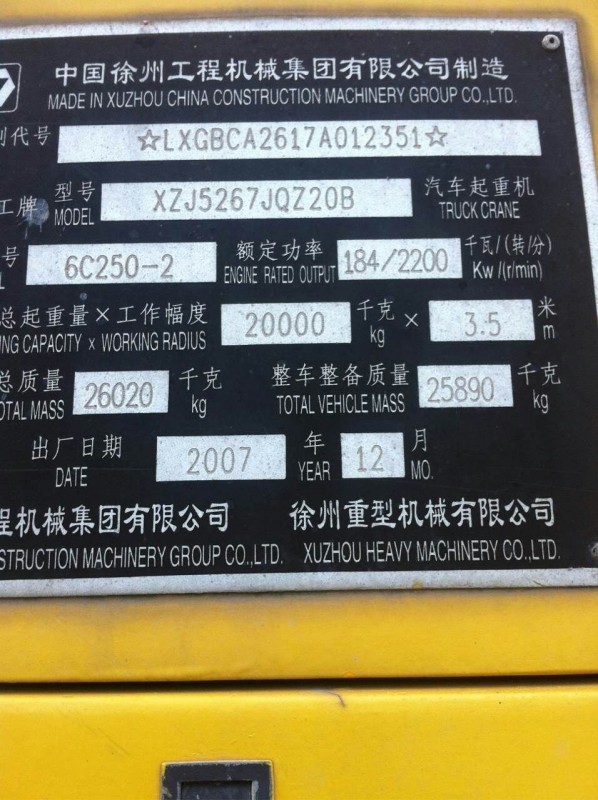 中国徐州工程机械集团有限公司制造
MADE IN XUZHOU CHINA CONSTRUCTION MACHINERY GROUP CO.,LTD.
代号 ☆LXGBCA2617A012351☆
工牌 型号 MODEL XZJ5267JQZ20B 汽车起重机 TRUCK CRANE
号 6C250-2 额定功率 ENGINE RATED OUTPUT 184/2200 千瓦/(转/分) Kw/(r/min)
总起重量×工作幅度 20000 千克 × 3.5 米
CAPACITY x WORKING RADIUS kg m
总质量 26020 千克 整车整备质量 25890 千克
MASS kg TOTAL VEHICLE MASS kg
出厂日期 2007 年 12 月
DATE YEAR MO.
程机械集团有限公司 徐州重型机械有限公司
MACHINERY GROUP CO.,LTD. XUZHOU HEAVY MACHINERY CO.,LTD.